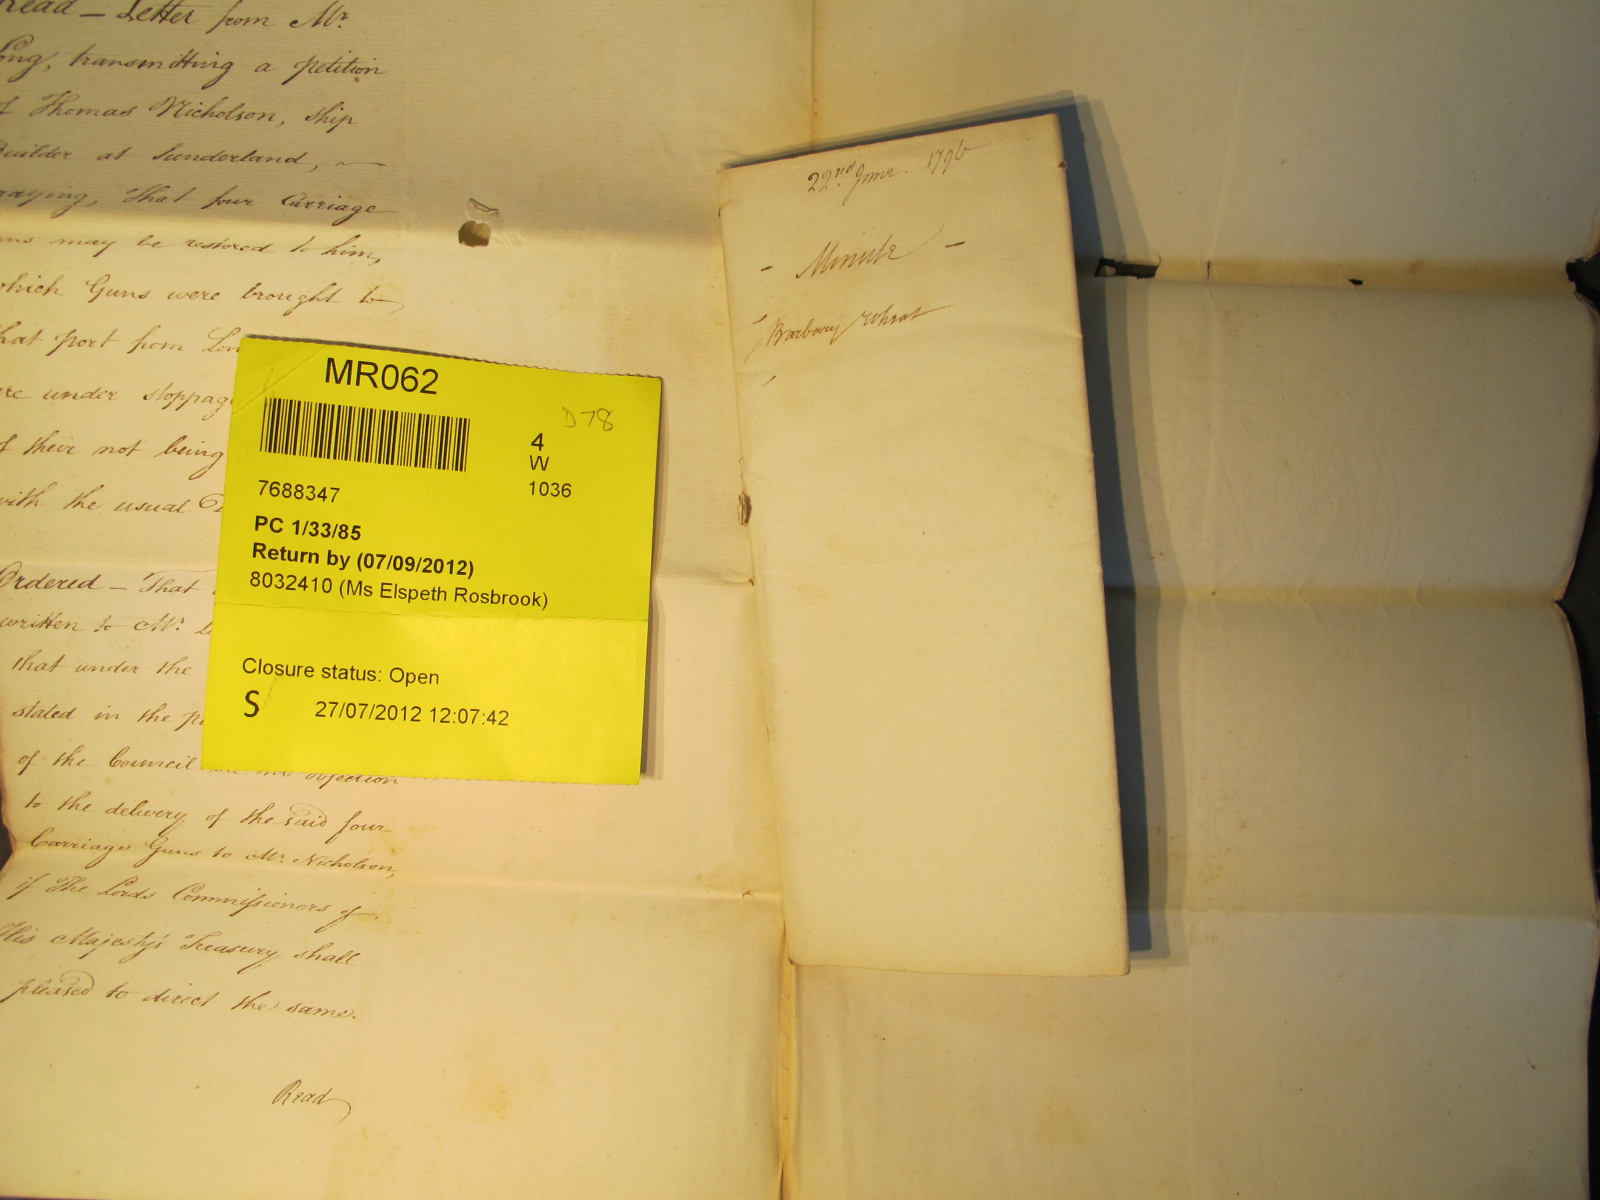 Read — Letter from Mr.
Long, transmitting a petition
of Thomas Nicholson, Ship
Builder at Sunderland,
praying, that four Carriage
Guns may be restored to him,
which Guns were brought to
that Port from Lon
are under stoppage
of their not being
with the usual
Ordered — That
written to Mr. Lo
that under the
stated in the pe
of the Council no objection
to the delivery of the said four
Carriage Guns to Mr. Nicholson,
if The Lords Commissioners of
His Majesty's Treasury shall
pleased to direct the same.
Read
MR062
D78
4
W
1036
7688347
PC 1/33/85
Return by (07/09/2012)
8032410 (Ms Elspeth Rosbrook)
Closure status: Open
S 27/07/2012 12:07:42
22nd June. 1796
- Minute -
Barbary Wheat